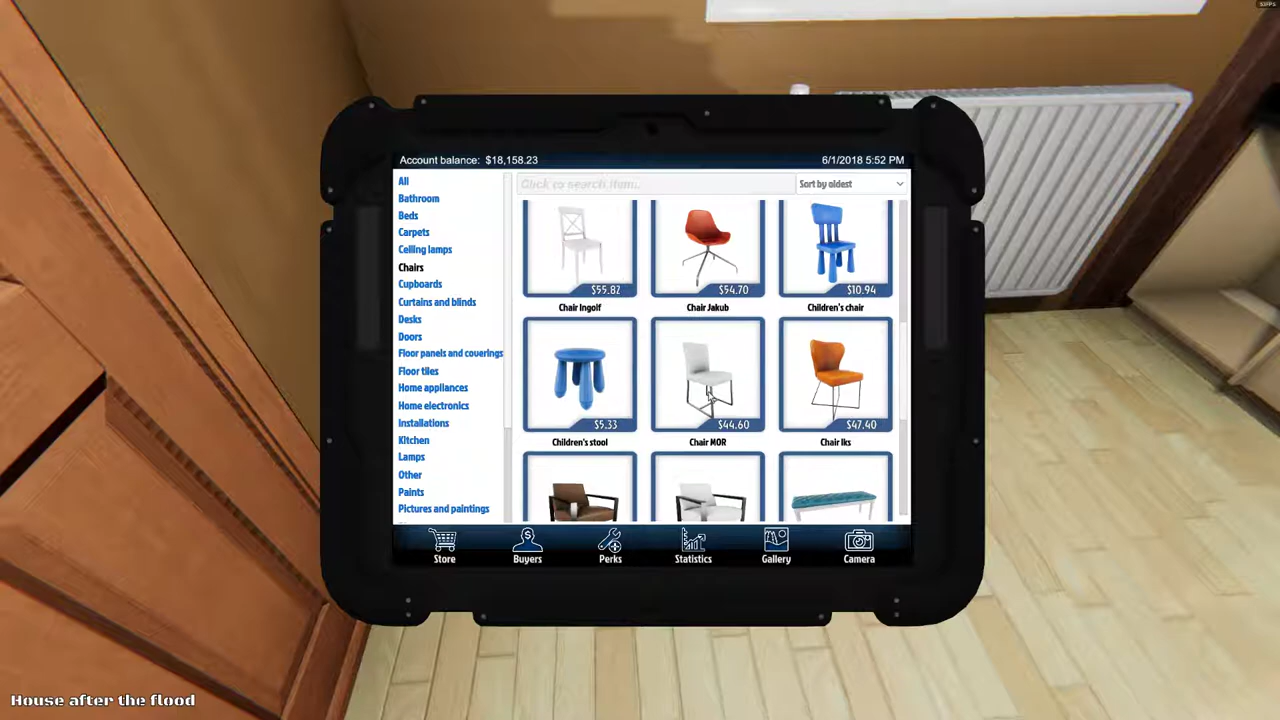 53FPS
Account balance: $18,158.23
6/1/2018 5:52 PM
All
Bathroom
Beds
Carpets
Ceiling lamps
Chairs
Cupboards
Curtains and blinds
Desks
Doors
Floor panels and coverings
Floor tiles
Home appliances
Home electronics
Installations
Kitchen
Lamps
Other
Paints
Pictures and paintings
Click to search item..
Sort by oldest
$55.82
$54.70
$10.94
Chair Ingolf
Chair Jakub
Children's chair
$5.33
$44.60
$47.40
Children's stool
Chair MOR
Chair Iks
Store
Buyers
Perks
Statistics
Gallery
Camera
House after the flood